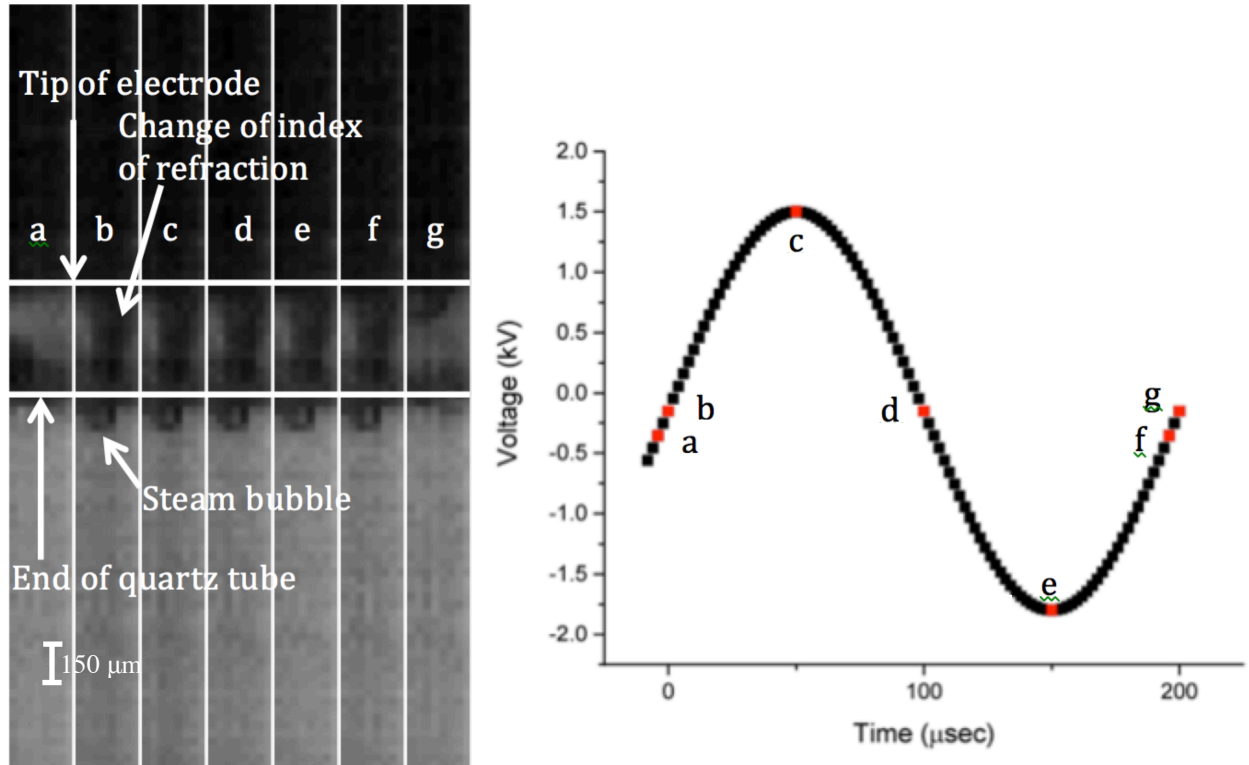 Tip of electrode
Change of index
of refraction
a b c d e f g
Steam bubble
End of quartz tube
150 μm
2.0
1.5
1.0
0.5
0.0
-0.5
-1.0
-1.5
-2.0
Voltage (kV)
c
b
a
d
e
g
f
0 100 200
Time (μsec)